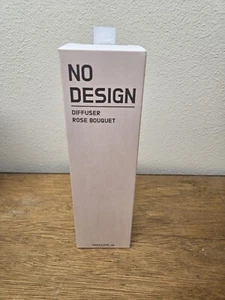 NO
DESIGN
DIFFUSER
ROSE BOUQUET